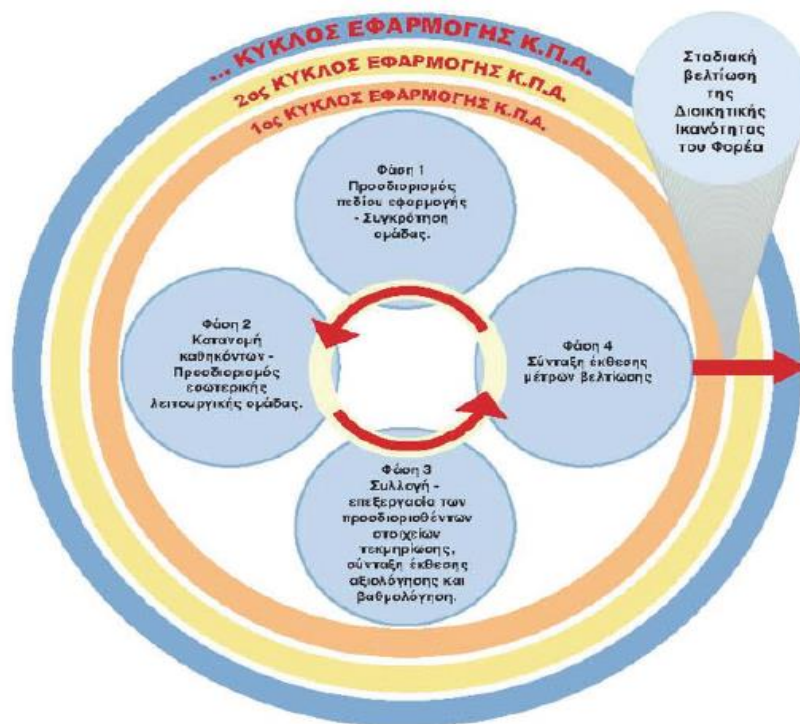 ... ΚΥΚΛΟΣ ΕΦΑΡΜΟΓΗΣ Κ.Π.Α.
2ος ΚΥΚΛΟΣ ΕΦΑΡΜΟΓΗΣ Κ.Π.Α.
1ος ΚΥΚΛΟΣ ΕΦΑΡΜΟΓΗΣ Κ.Π.Α.
Σταδιακή
βελτίωση
της
Διοικητικής
Ικανότητας
του Φορέα
Φάση 1
Προσδιορισμός
πεδίου εφαρμογής
- Συγκρότηση
ομάδας.
Φάση 2
Κατανομή
καθηκόντων -
Προσδιορισμός
εσωτερικής
λειτουργικής ομάδας.
Φάση 3
Συλλογή -
επεξεργασία των
προσδιορισθέντων
στοιχείων
τεκμηρίωσης,
σύνταξη έκθεσης
αξιολόγησης και
βαθμολόγηση.
Φάση 4
Σύνταξη έκθεσης
μέτρων βελτίωσης